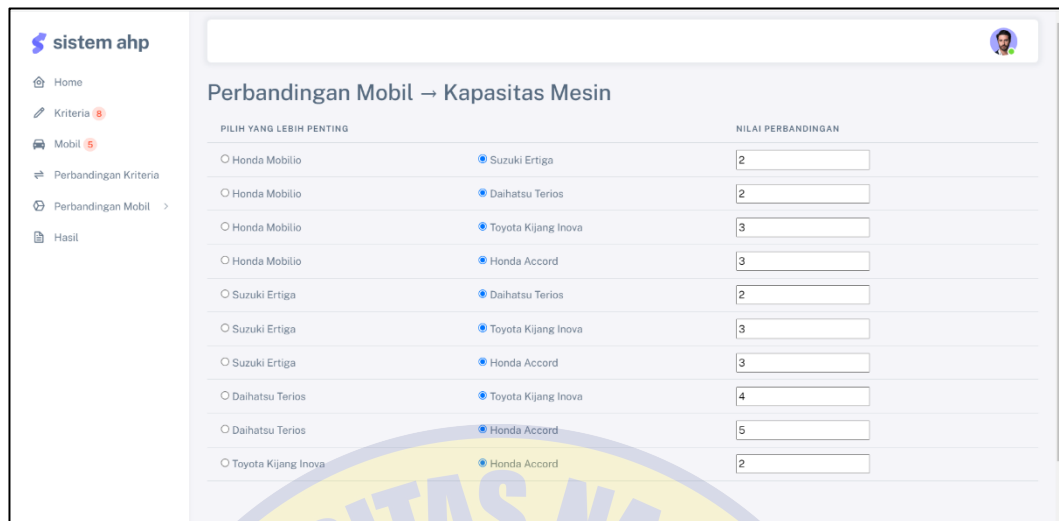 sistem ahp
Home
Kriteria 8
Mobil 5
Perbandingan Kriteria
Perbandingan Mobil >
Hasil
Perbandingan Mobil → Kapasitas Mesin
PILIH YANG LEBIH PENTING NILAI PERBANDINGAN
Honda Mobilio Suzuki Ertiga 2
Honda Mobilio Daihatsu Terios 2
Honda Mobilio Toyota Kijang Inova 3
Honda Mobilio Honda Accord 3
Suzuki Ertiga Daihatsu Terios 2
Suzuki Ertiga Toyota Kijang Inova 3
Suzuki Ertiga Honda Accord 3
Daihatsu Terios Toyota Kijang Inova 4
Daihatsu Terios Honda Accord 5
Toyota Kijang Inova Honda Accord 2
ITAS NA